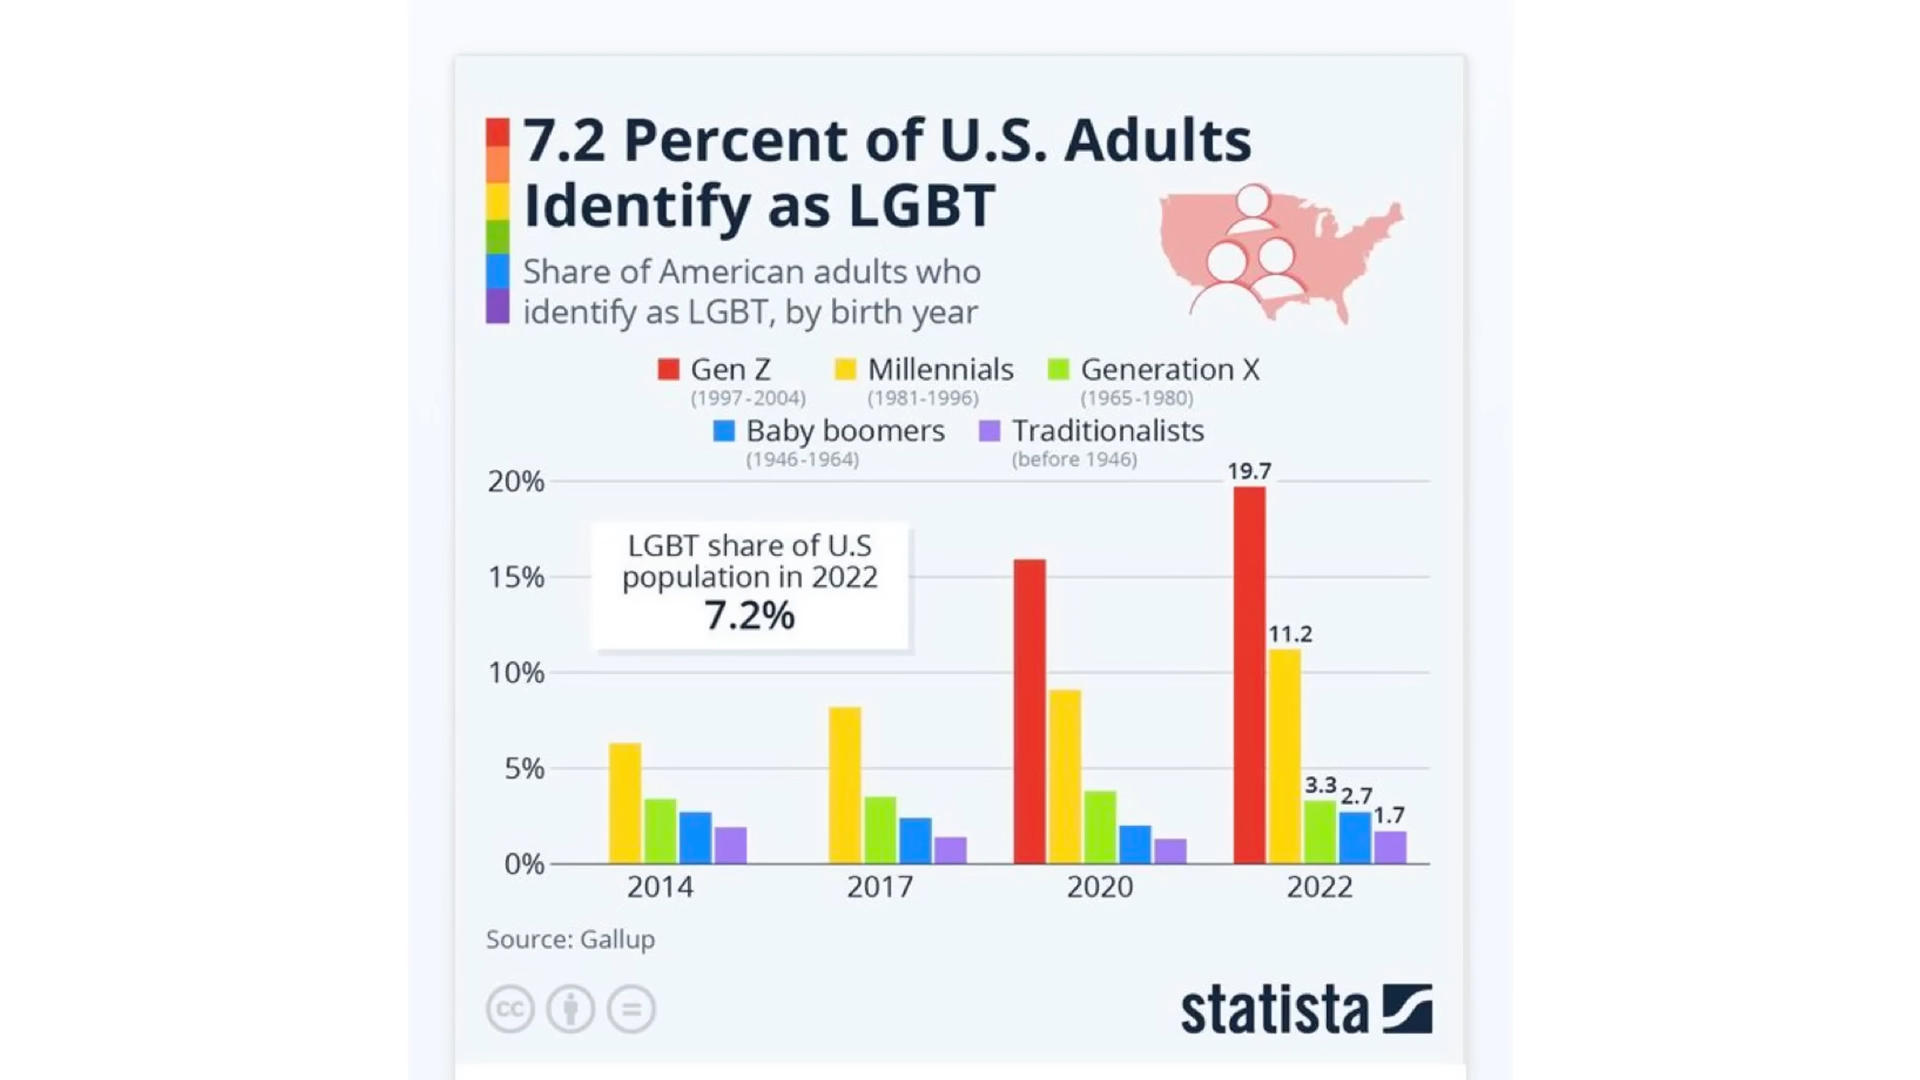 7.2 Percent of U.S. Adults
Identify as LGBT
Share of American adults who
identify as LGBT, by birth year
Gen Z Millennials Generation X
(1997-2004) (1981-1996) (1965-1980)
Baby boomers Traditionalists
(1946-1964) (before 1946)
20%
15%
10%
5%
0%
LGBT share of U.S
population in 2022
7.2%
19.7
11.2
3.3
2.7
1.7
2014 2017 2020 2022
Source: Gallup
cc =
statista